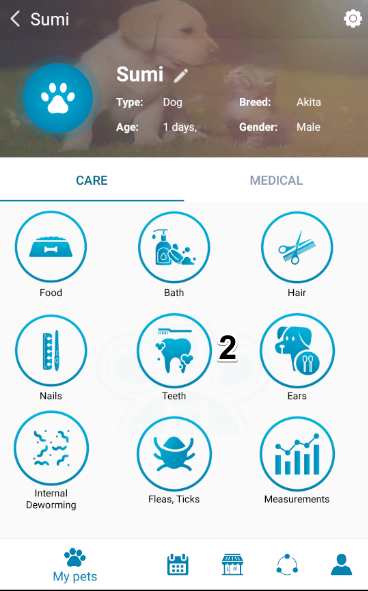 Sumi
Sumi
Type: Dog Breed: Akita
Age: 1 days, Gender: Male
CARE MEDICAL
Food Bath Hair
2
Nails Teeth Ears
Internal
Deworming Fleas, Ticks Measurements
My pets